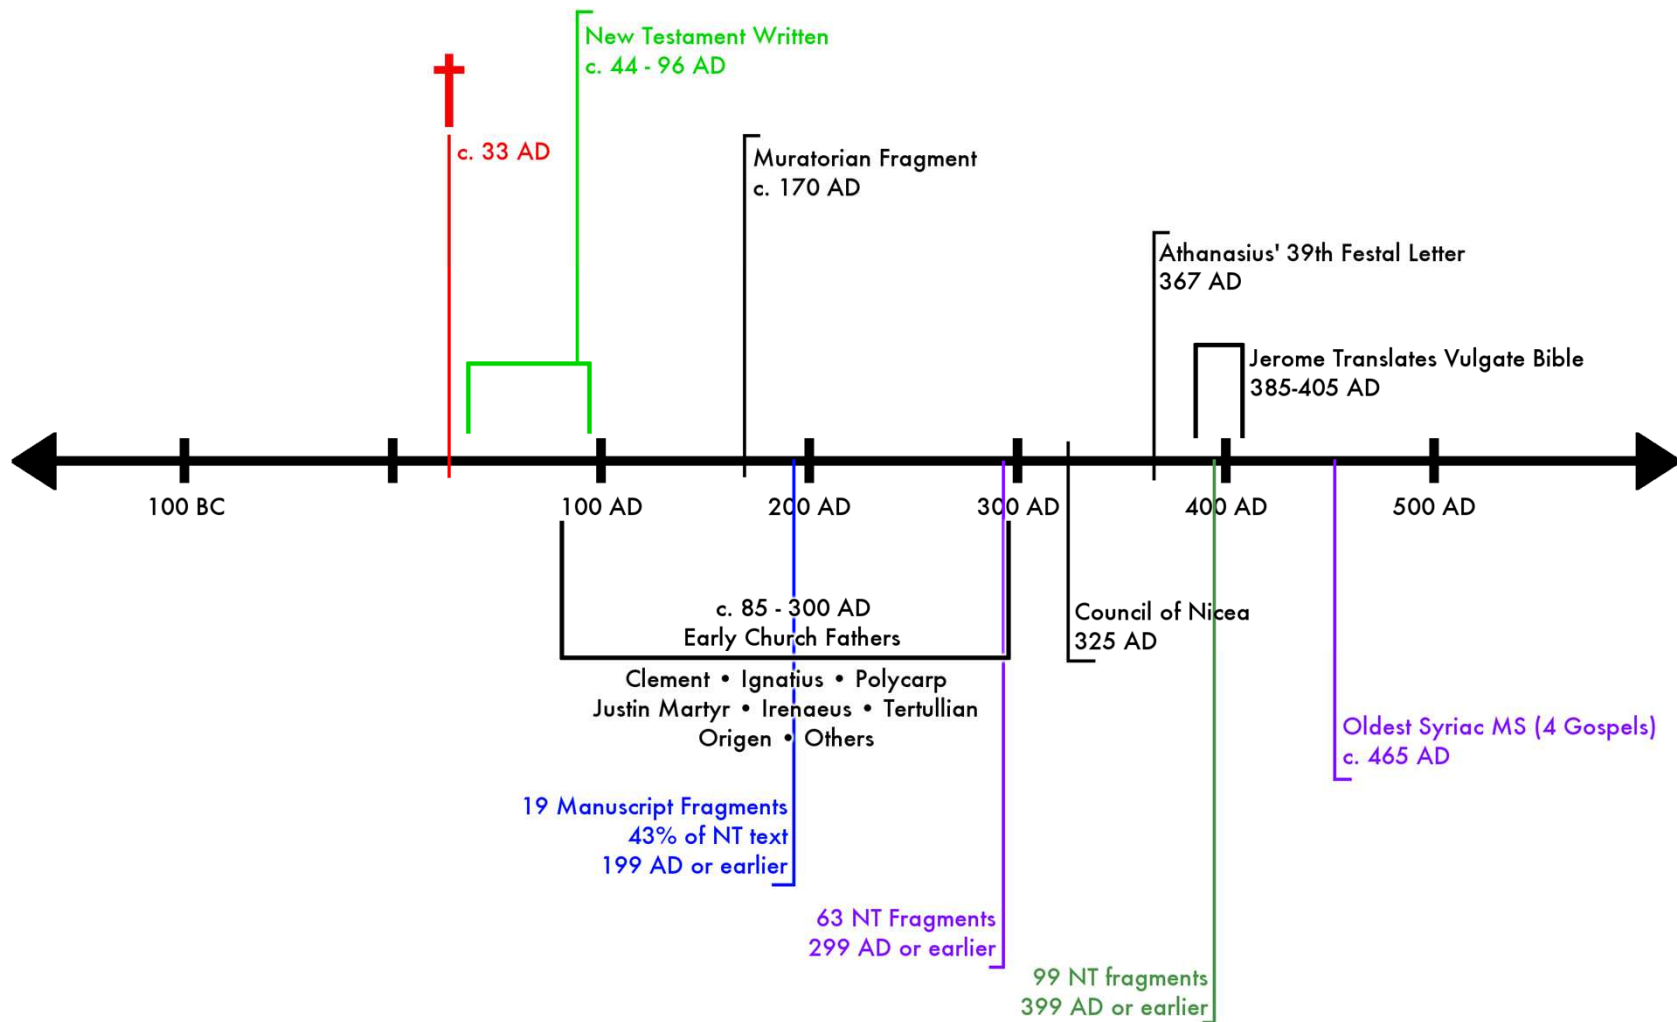 New Testament Written
c. 44 - 96 AD
c. 33 AD
Muratorian Fragment
c. 170 AD
Athanasius' 39th Festal Letter
367 AD
Jerome Translates Vulgate Bible
385-405 AD
100 BC
100 AD
200 AD
300 AD
400 AD
500 AD
c. 85 - 300 AD
Early Church Fathers
Clement • Ignatius • Polycarp
Justin Martyr • Irenaeus • Tertullian
Origen • Others
Council of Nicea
325 AD
Oldest Syriac MS (4 Gospels)
c. 465 AD
19 Manuscript Fragments
43% of NT text
199 AD or earlier
63 NT Fragments
299 AD or earlier
99 NT fragments
399 AD or earlier